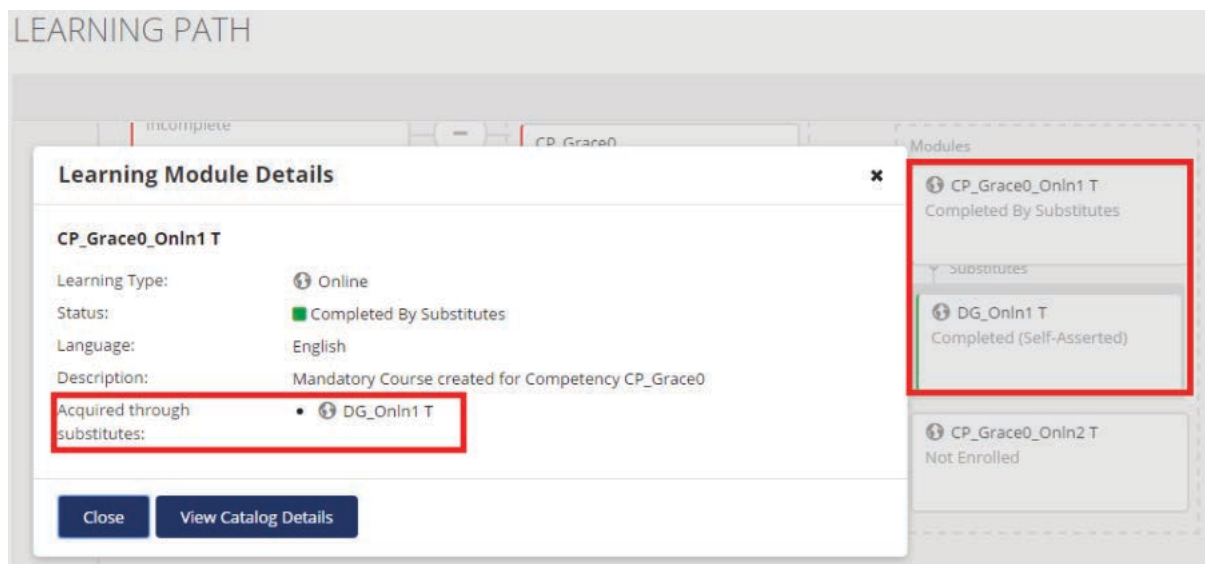 LEARNING PATH
Incomplete
CP_Grace0
Learning Module Details
CP_Grace0_Onln1 T
Learning Type: Online
Status: Completed By Substitutes
Language: English
Description: Mandatory Course created for Competency CP_Grace0
Acquired through substitutes: • DG_Onln1 T
Close View Catalog Details
Modules
CP_Grace0_Onln1 T
Completed By Substitutes
Substitutes
DG_Onln1 T
Completed (Self-Asserted)
CP_Grace0_Onln2 T
Not Enrolled